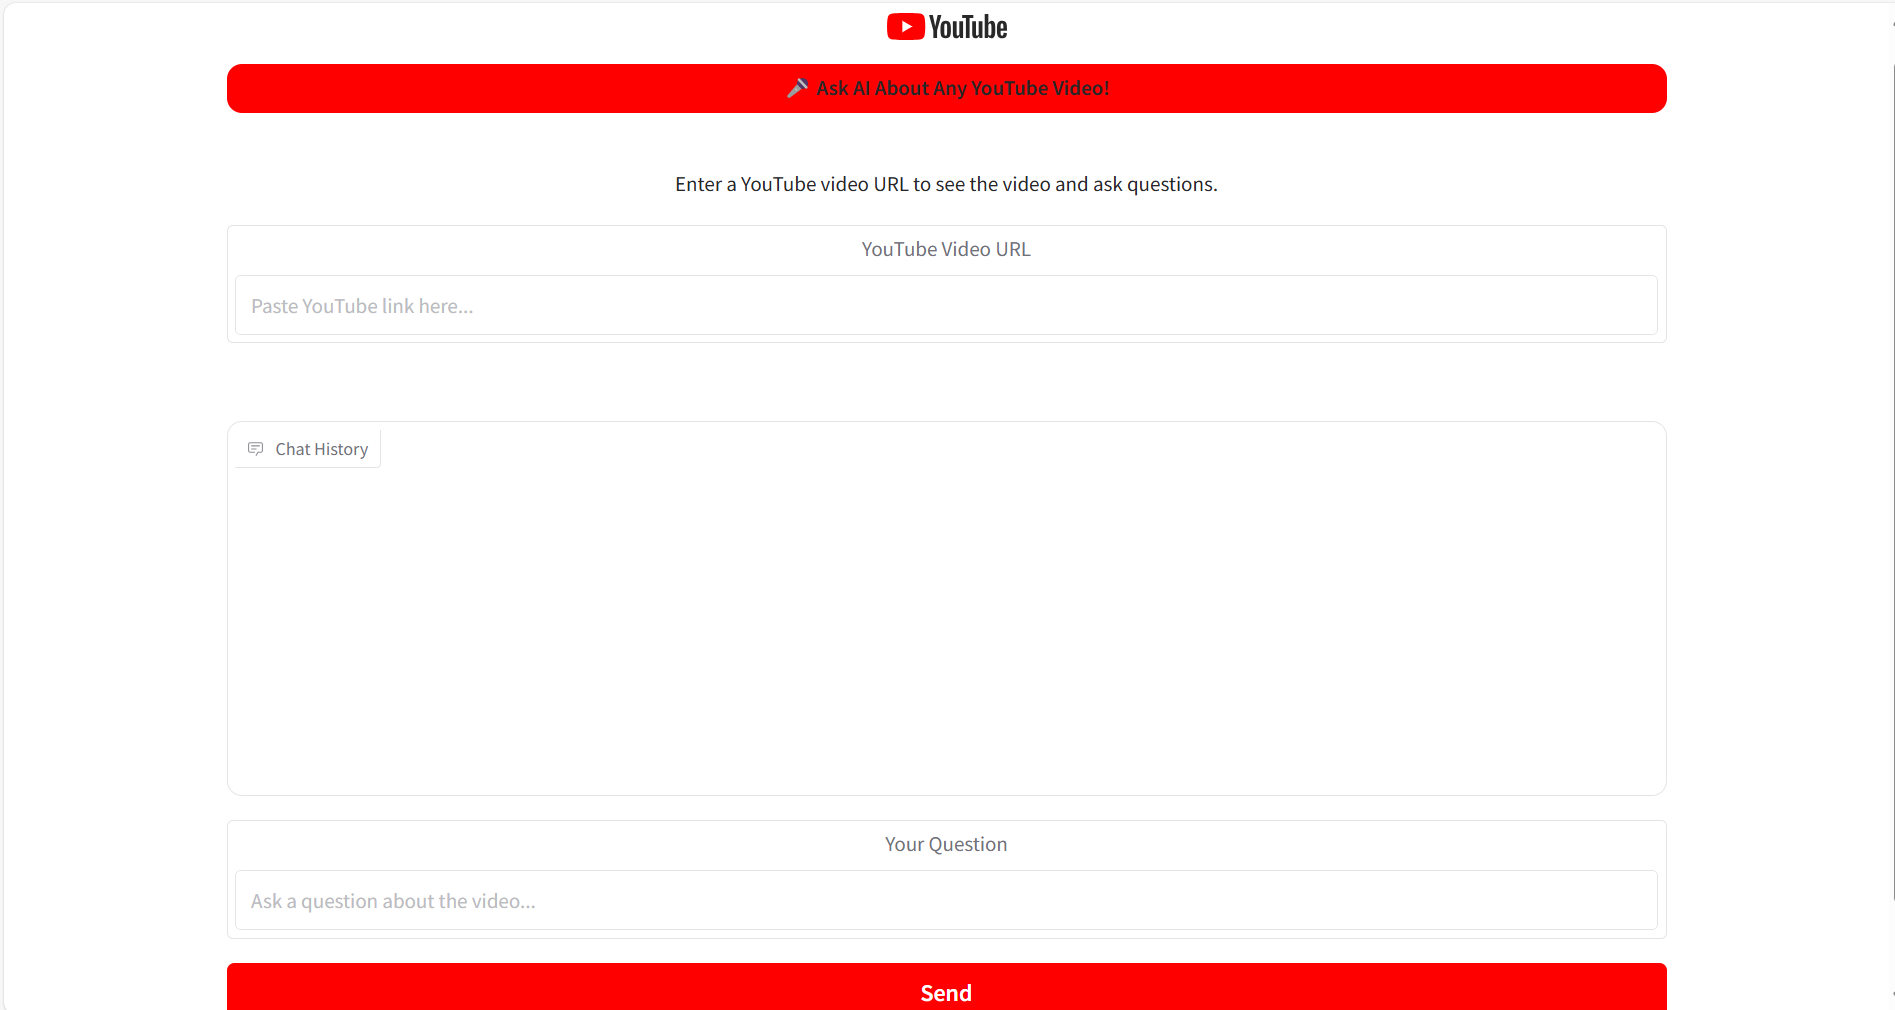 YouTube
Ask AI About Any YouTube Video!
Enter a YouTube video URL to see the video and ask questions.
YouTube Video URL
Paste YouTube link here...
Chat History
Your Question
Ask a question about the video...
Send